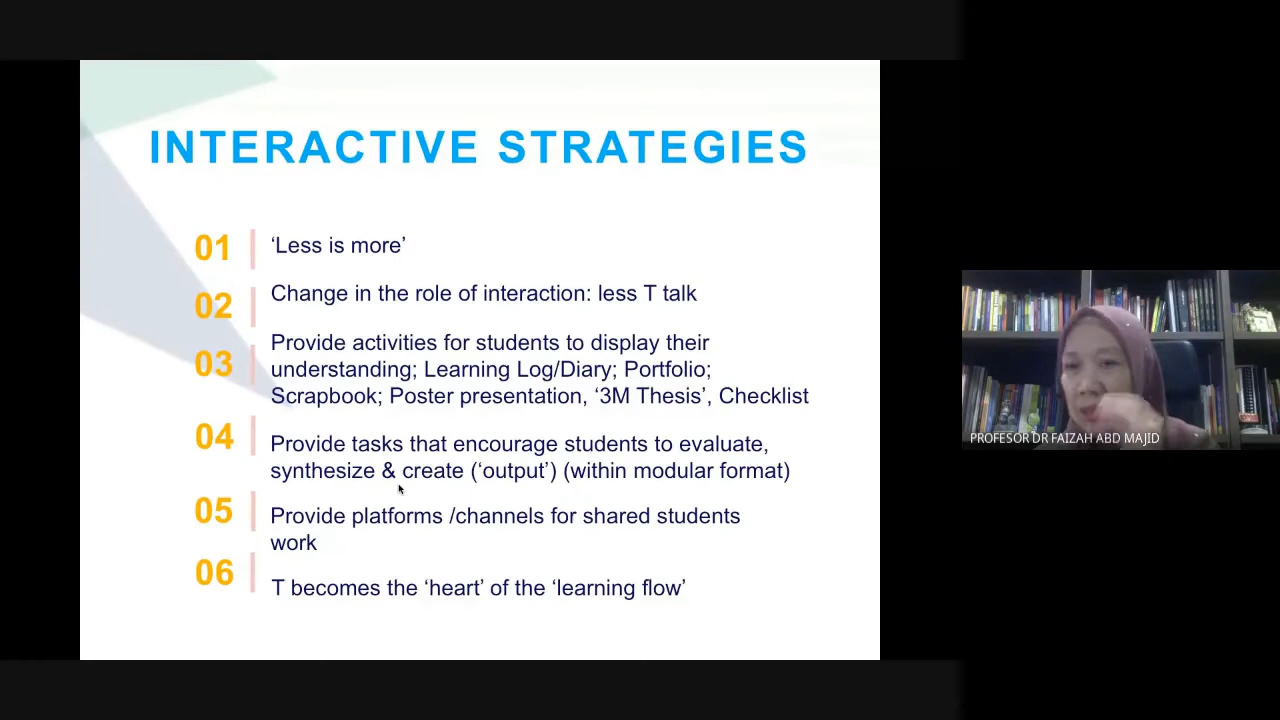 INTERACTIVE STRATEGIES
01
‘Less is more’
02
Change in the role of interaction: less T talk
03
Provide activities for students to display their
understanding; Learning Log/Diary; Portfolio;
Scrapbook; Poster presentation, ‘3M Thesis’, Checklist
04
Provide tasks that encourage students to evaluate,
synthesize & create (‘output’) (within modular format)
05
Provide platforms /channels for shared students
work
06
T becomes the ‘heart’ of the ‘learning flow’
PROFESOR DR FAIZAH ABD MAJID